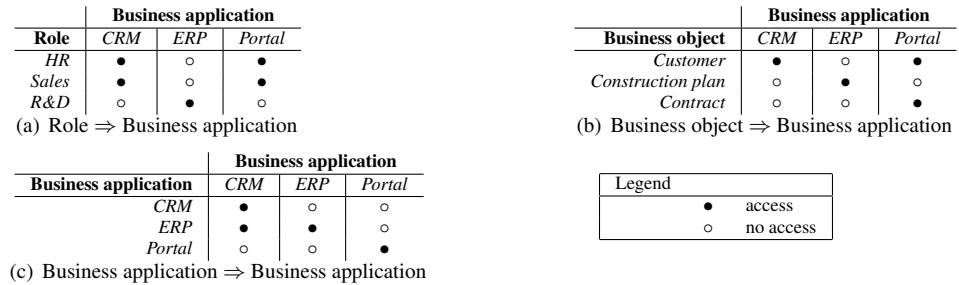 Business application
Role CRM ERP Portal
HR ● ○ ●
Sales ● ○ ●
R&D ○ ● ○
(a) Role ⇒ Business application
Business application
Business object CRM ERP Portal
Customer ● ○ ●
Construction plan ○ ● ○
Contract ○ ○ ●
(b) Business object ⇒ Business application
Business application
Business application CRM ERP Portal
CRM ● ○ ○
ERP ● ● ○
Portal ○ ○ ●
(c) Business application ⇒ Business application
Legend
● access
○ no access